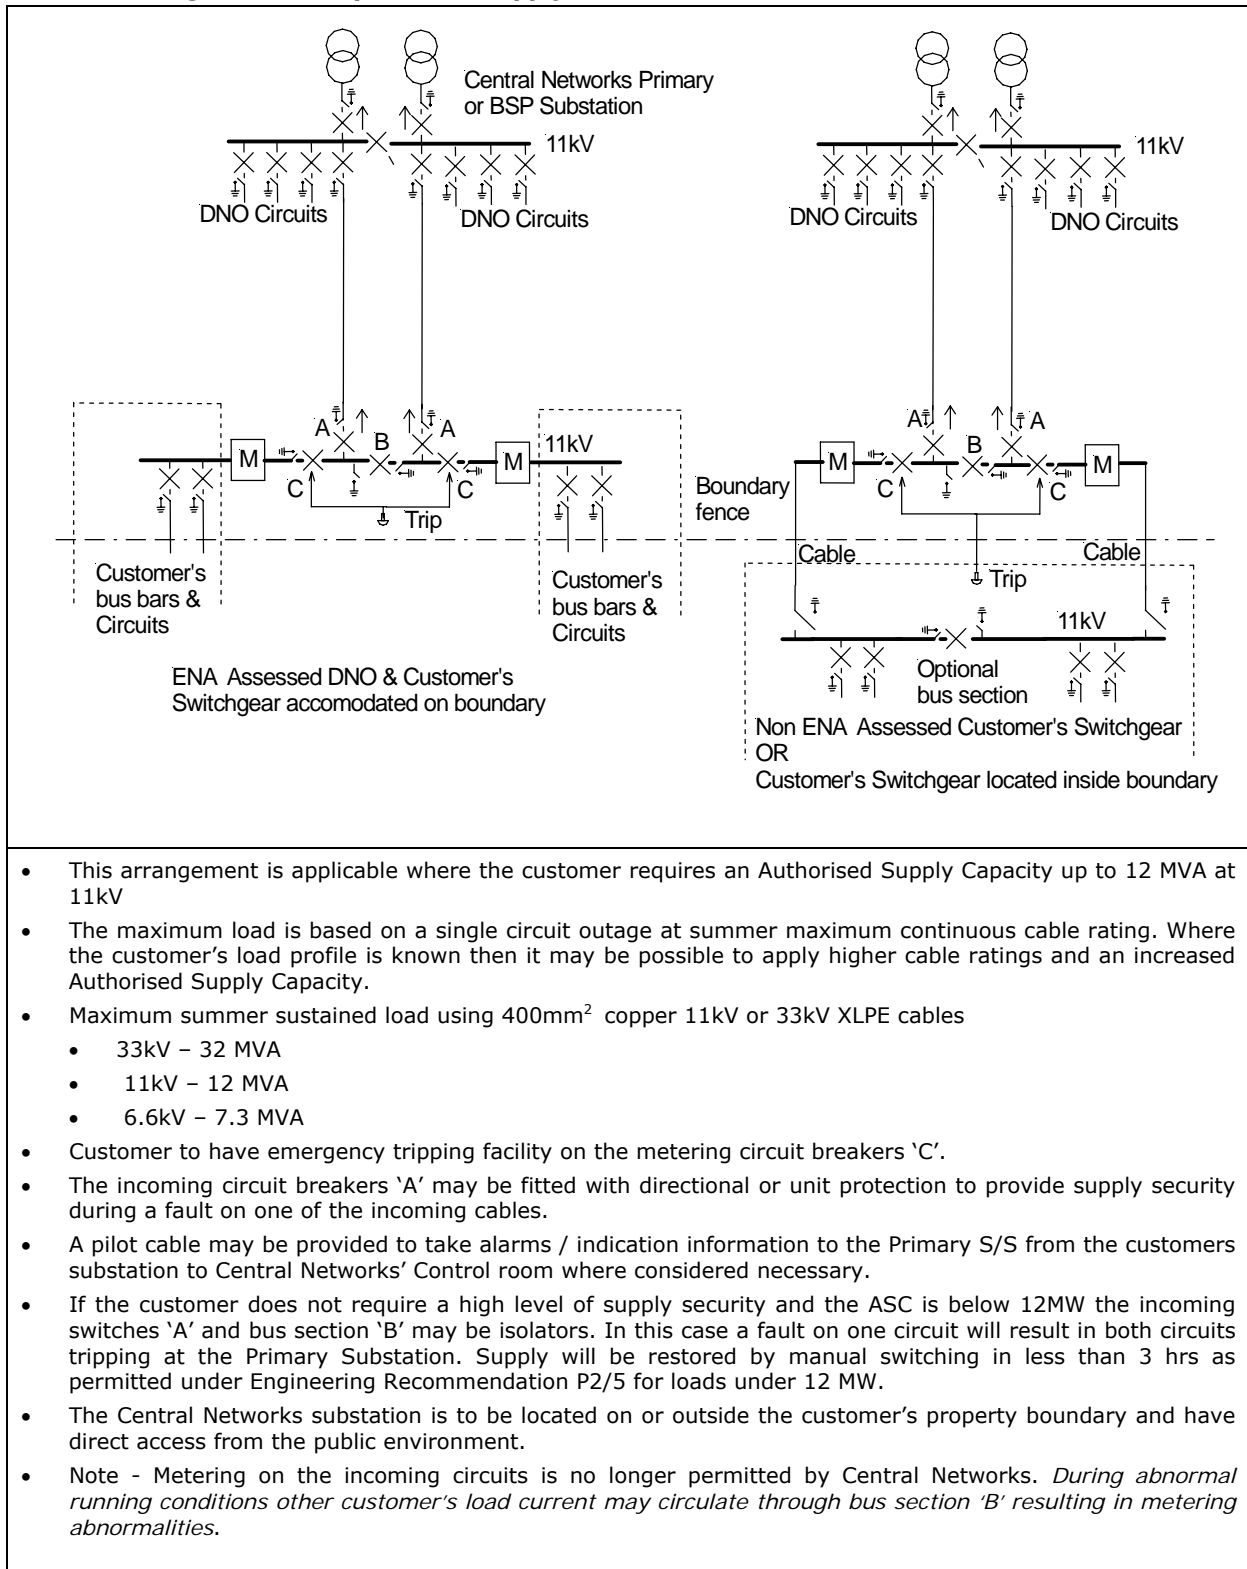 Central Networks Primary
or BSP Substation
11kV
11kV
DNO Circuits
DNO Circuits
DNO Circuits
DNO Circuits
A
B
A
M
M
11kV
C
C
Trip
A
B
A
M
M
C
C
Boundary
fence
Cable
Cable
Trip
Customer's
bus bars &
Circuits
Customer's
bus bars &
Circuits
11kV
Optional
bus section
ENA Assessed DNO & Customer's
Switchgear accomodated on boundary
Non ENA Assessed Customer's Switchgear
OR
Customer's Switchgear located inside boundary
• This arrangement is applicable where the customer requires an Authorised Supply Capacity up to 12 MVA at
11kV
• The maximum load is based on a single circuit outage at summer maximum continuous cable rating. Where
the customer's load profile is known then it may be possible to apply higher cable ratings and an increased
Authorised Supply Capacity.
• Maximum summer sustained load using 400mm² copper 11kV or 33kV XLPE cables
• 33kV – 32 MVA
• 11kV – 12 MVA
• 6.6kV – 7.3 MVA
• Customer to have emergency tripping facility on the metering circuit breakers 'C'.
• The incoming circuit breakers 'A' may be fitted with directional or unit protection to provide supply security
during a fault on one of the incoming cables.
• A pilot cable may be provided to take alarms / indication information to the Primary S/S from the customers
substation to Central Networks' Control room where considered necessary.
• If the customer does not require a high level of supply security and the ASC is below 12MW the incoming
switches 'A' and bus section 'B' may be isolators. In this case a fault on one circuit will result in both circuits
tripping at the Primary Substation. Supply will be restored by manual switching in less than 3 hrs as
permitted under Engineering Recommendation P2/5 for loads under 12 MW.
• The Central Networks substation is to be located on or outside the customer's property boundary and have
direct access from the public environment.
• Note - Metering on the incoming circuits is no longer permitted by Central Networks. During abnormal
running conditions other customer's load current may circulate through bus section 'B' resulting in metering
abnormalities.